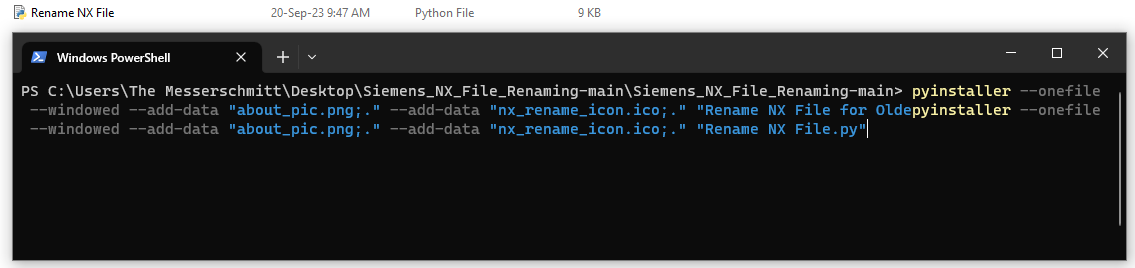 Rename NX File 20-Sep-23 9:47 AM Python File 9 KB
Windows PowerShell
PS C:\Users\The Messerschmitt\Desktop\Siemens_NX_File_Renaming-main\Siemens_NX_File_Renaming-main> pyinstaller --onefile
--windowed --add-data "about_pic.png;." --add-data "nx_rename_icon.ico;." "Rename NX File for Oldepyinstaller --onefile
--windowed --add-data "about_pic.png;." --add-data "nx_rename_icon.ico;." "Rename NX File.py"